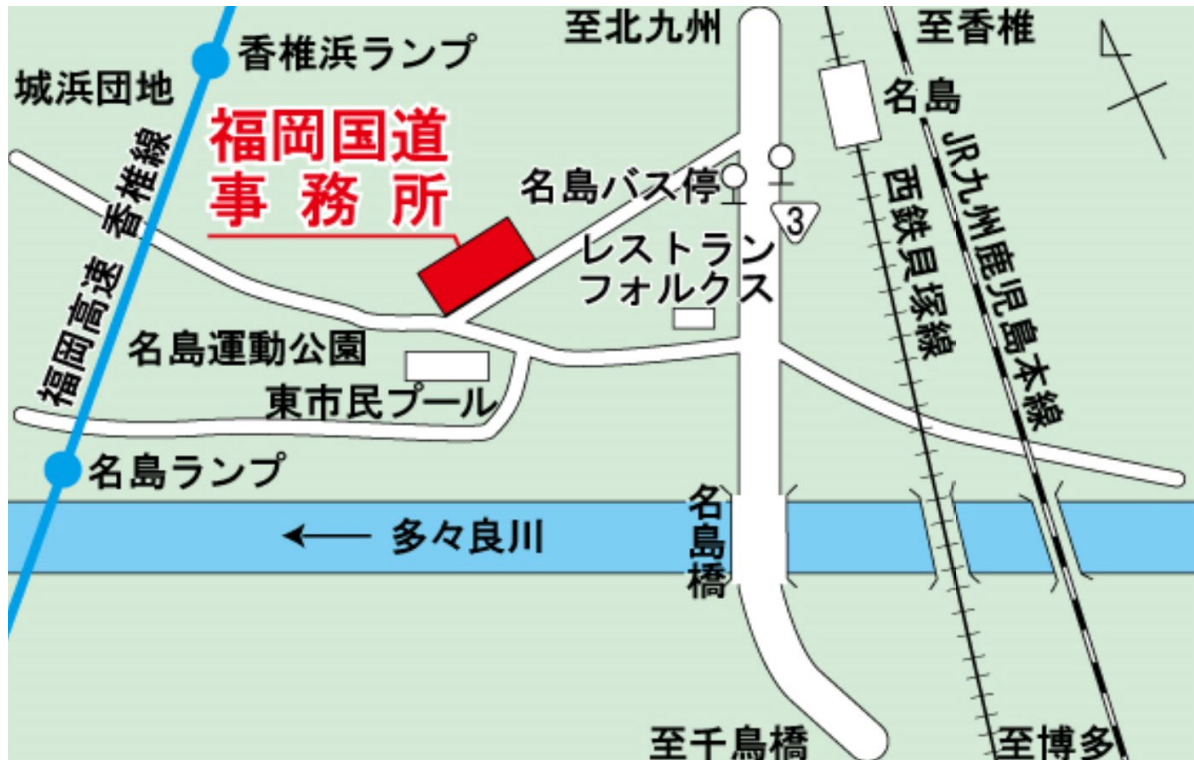 至北九州
至香椎
香椎浜ランプ
城浜団地
名島
福岡国道
事務所
名島バス停
3
レストラン
フォルクス
福岡高速 香椎線
西鉄貝塚線
JR九州鹿児島本線
名島運動公園
東市民プール
名島ランプ
名島橋
← 多々良川
至千鳥橋
至博多